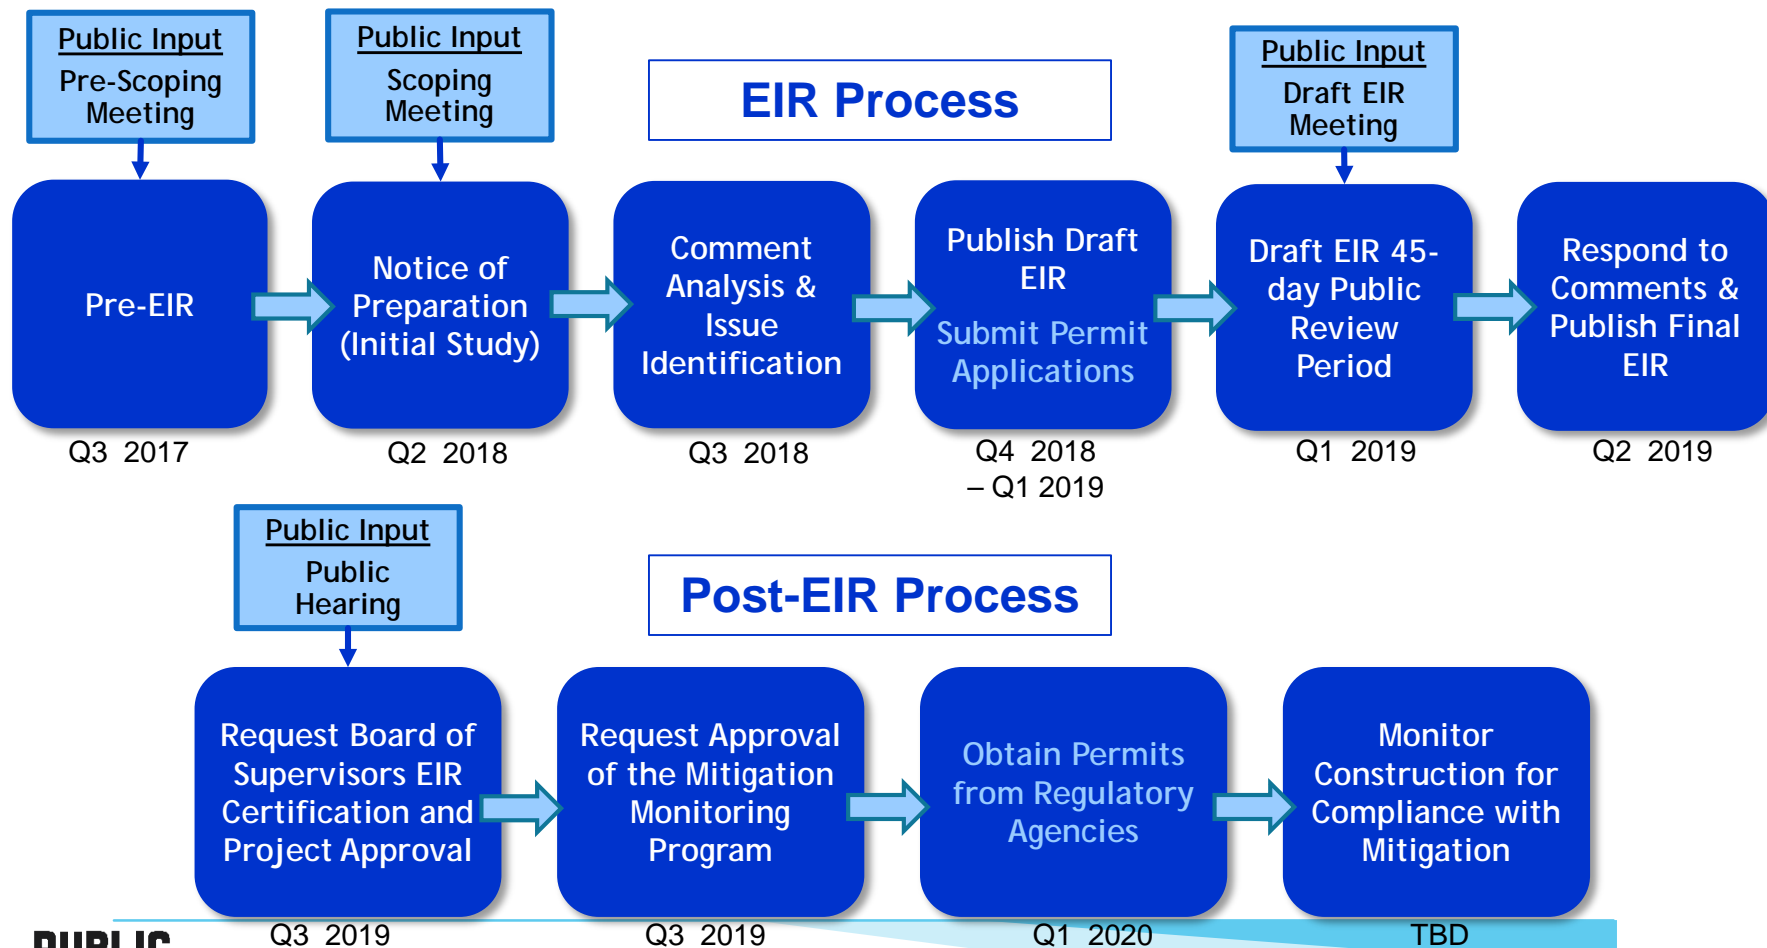 Public Input
Pre-Scoping
Meeting
Public Input
Scoping
Meeting
EIR Process
Public Input
Draft EIR
Meeting
Pre-EIR
Notice of
Preparation
(Initial Study)
Comment
Analysis &
Issue
Identification
Publish Draft
EIR
Submit Permit
Applications
Draft EIR 45-
day Public
Review
Period
Respond to
Comments &
Publish Final
EIR
Q3 2017
Q2 2018
Q3 2018
Q4 2018
– Q1 2019
Q1 2019
Q2 2019
Public Input
Public
Hearing
Post-EIR Process
Request Board of
Supervisors EIR
Certification and
Project Approval
Request Approval
of the Mitigation
Monitoring
Program
Obtain Permits
from Regulatory
Agencies
Monitor
Construction for
Compliance with
Mitigation
Q3 2019
Q3 2019
Q1 2020
TBD
PUBLIC